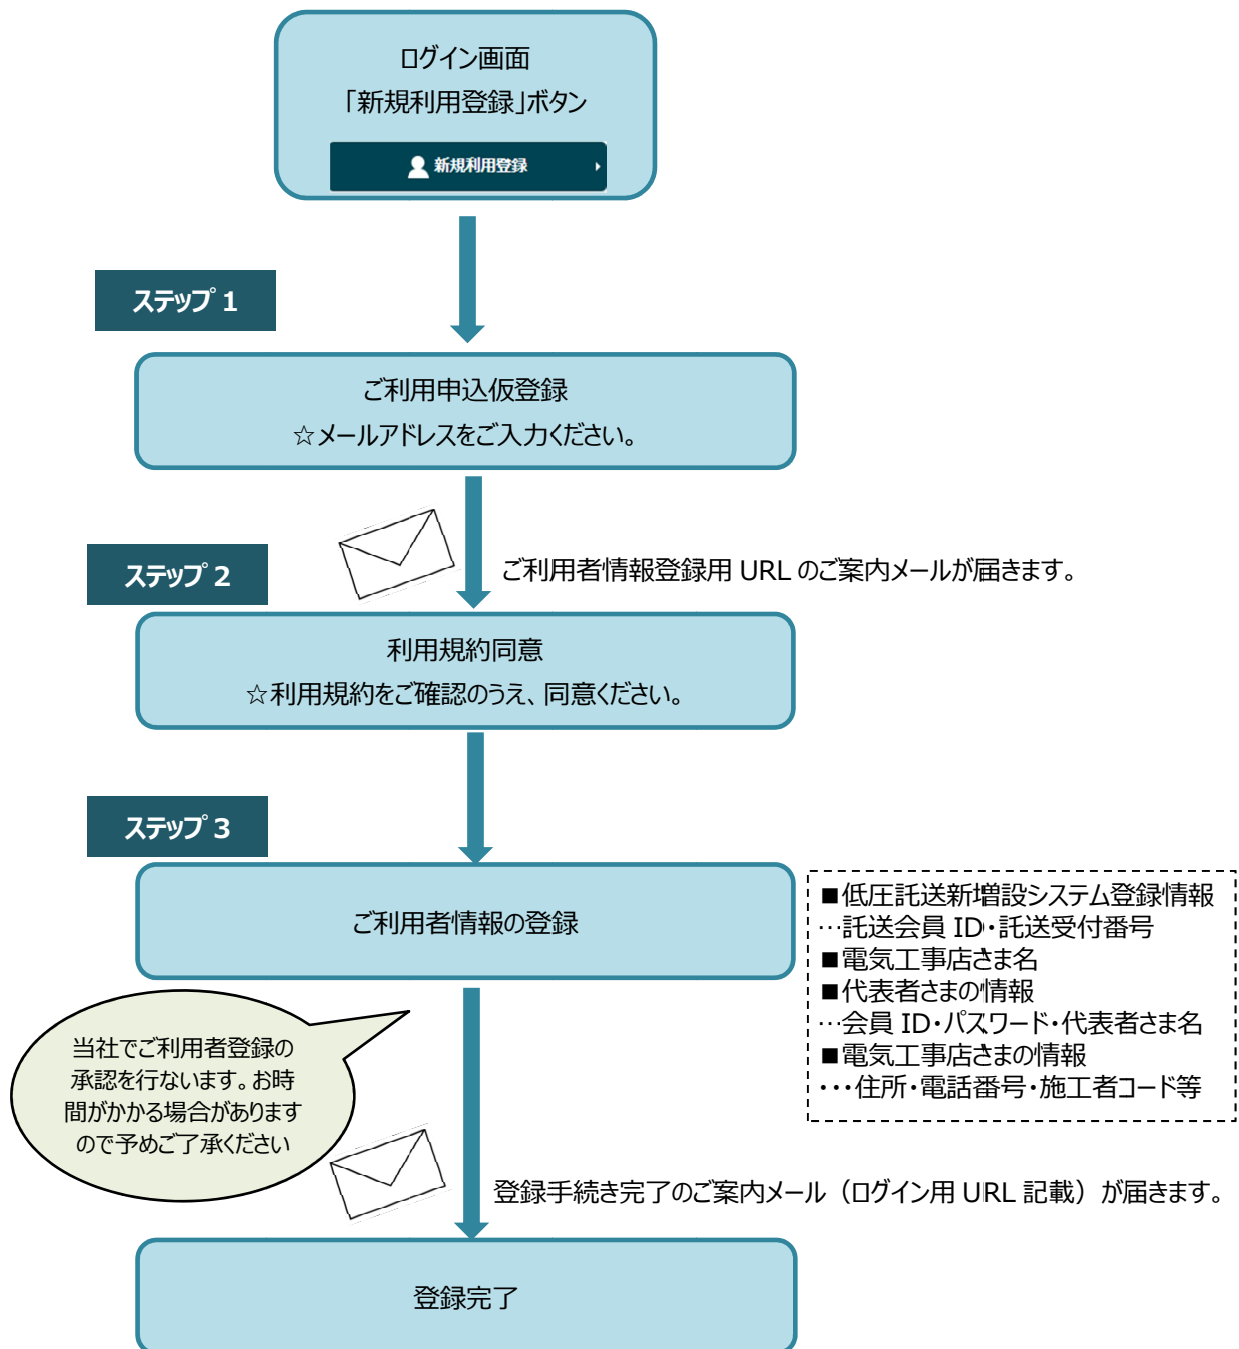 ログイン画面
「新規利用登録」ボタン
新規利用登録
ステップ 1
ご利用申込仮登録
☆メールアドレスをご入力ください。
ステップ 2
ご利用者情報登録用 URL のご案内メールが届きます。
利用規約同意
☆利用規約をご確認のうえ、同意ください。
ステップ 3
ご利用者情報の登録
■低圧託送新増設システム登録情報
…託送会員 ID・託送受付番号
■電気工事店さま名
■代表者さまの情報
…会員 ID・パスワード・代表者さま名
■電気工事店さまの情報
・・・住所・電話番号・施工者コード等
当社でご利用者登録の
承認を行ないます。お時
間がかかる場合があります
ので予めご了承ください
登録手続き完了のご案内メール（ログイン用 URL 記載）が届きます。
登録完了